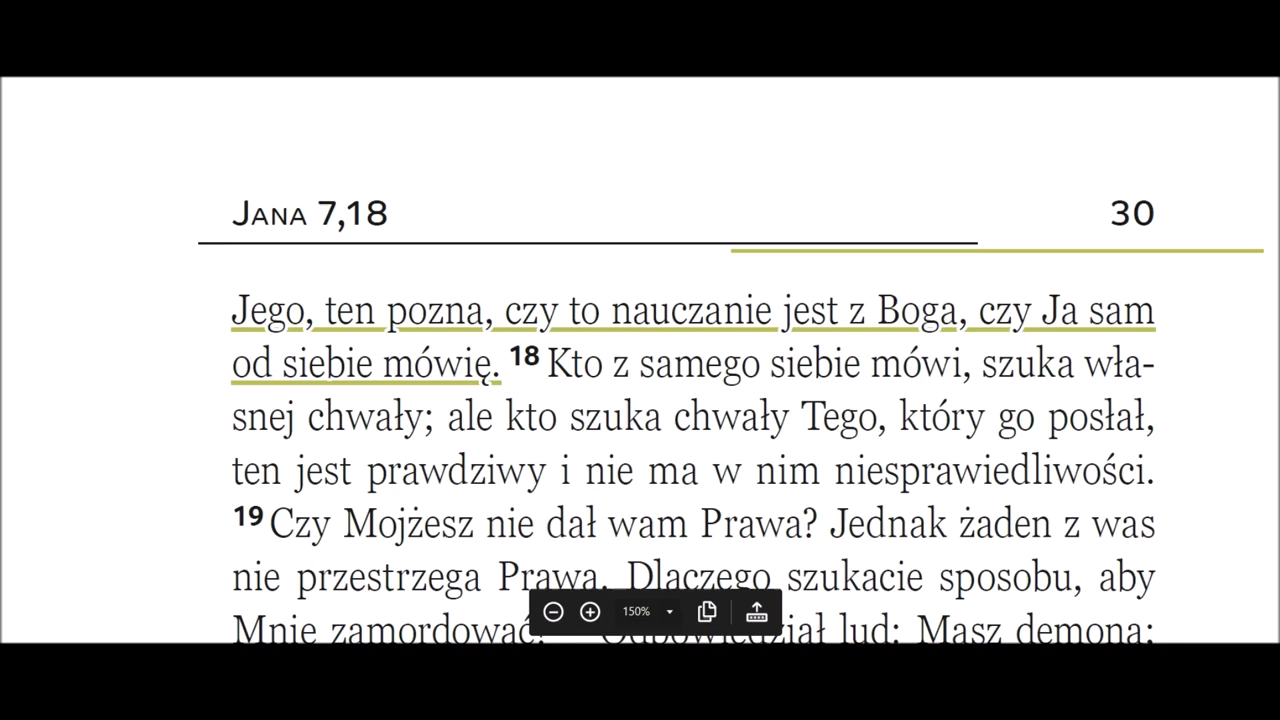 Jana 7,18 30
Jego, ten pozna, czy to nauczanie jest z Boga, czy Ja sam
od siebie mówię. 18 Kto z samego siebie mówi, szuka wła-
snej chwały; ale kto szuka chwały Tego, który go posłał,
ten jest prawdziwy i nie ma w nim niesprawiedliwości.
19 Czy Mojżesz nie dał wam Prawa? Jednak żaden z was
nie przestrzega Prawa. Dlaczego szukacie sposobu, aby
Mnie zamordować? Odpowiedział lud: Masz demona;
150%